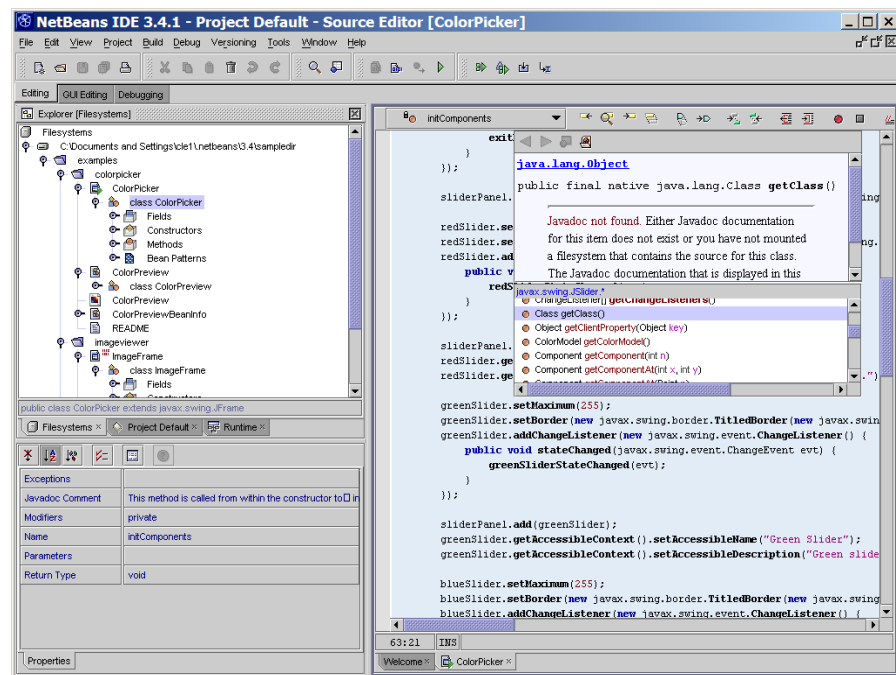 NetBeans IDE 3.4.1 - Project Default - Source Editor [ColorPicker]
File Edit View Project Build Debug Versioning Tools Window Help
Editing GUI Editing Debugging
Explorer [Filesystems]
Filesystems
C:\Documents and Settings\cle1\.netbeans\3.4\sampledir
examples
colorpicker
ColorPicker
class ColorPicker
Fields
Constructors
Methods
Bean Patterns
ColorPreview
class ColorPreview
ColorPreview
ColorPreviewBeanInfo
README
imageviewer
ImageFrame
class ImageFrame
Fields
Constructors
public class ColorPicker extends javax.swing.JFrame
Filesystems Project Default Runtime
Exceptions
Javadoc Comment This method is called from within the constructor to in
Modifiers private
Name initComponents
Parameters
Return Type void
Properties
initComponents
exit
}
});
sliderPanel.
redSlider.se
redSlider.se
redSlider.ad
public v
redS
}
});
sliderPanel.
redSlider.ge
redSlider.ge .")
java.lang.Object
public final native java.lang.Class getClass()
Javadoc not found. Either Javadoc documentation
for this item does not exist or you have not mounted
a filesystem that contains the source for this class.
The Javadoc documentation that is displayed in this
javax.swing.JSlider.*
ChangeListener[] getChangeListeners()
Class getClass()
Object getClientProperty(Object key)
ColorModel getColorModel()
Component getComponent(int n)
Component getComponentAt(int x, int y)
Component getComponentAt(Point p)
greenSlider.setMaximum(255);
greenSlider.setBorder(new javax.swing.border.TitledBorder(new javax.swin
greenSlider.addChangeListener(new javax.swing.event.ChangeListener() {
public void stateChanged(javax.swing.event.ChangeEvent evt) {
greenSliderStateChanged(evt);
}
});
sliderPanel.add(greenSlider);
greenSlider.getAccessibleContext().setAccessibleName("Green Slider");
greenSlider.getAccessibleContext().setAccessibleDescription("Green slide
blueSlider.setMaximum(255);
blueSlider.setBorder(new javax.swing.border.TitledBorder(new javax.swing
blueSlider.addChangeListener(new javax.swing.event.ChangeListener() {
63:21 INS
Welcome ColorPicker